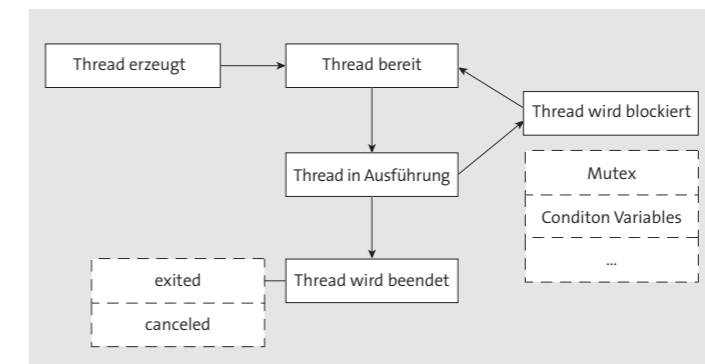 Thread erzeugt
Thread bereit
Thread wird blockiert
Thread in Ausführung
Mutex
Conditon Variables
...
Thread wird beendet
exited
canceled